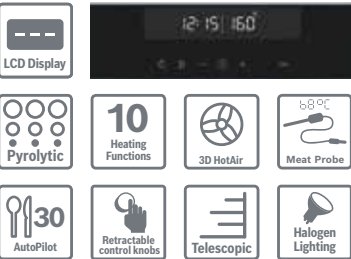 12:15 160°
LCD Display
Pyrolytic
10
Heating
Functions
3D HotAir
68°C
Meat Probe
30
AutoPilot
Retractable
control knobs
Telescopic
Halogen
Lighting